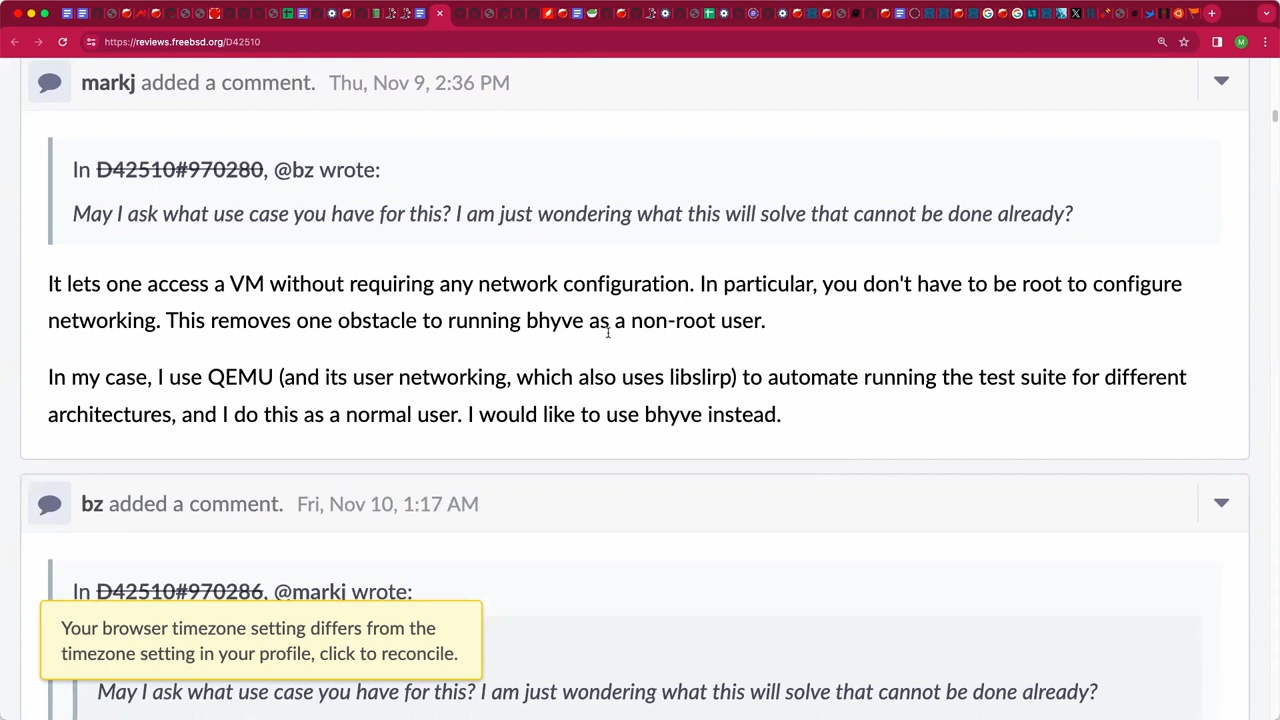 https://reviews.freebsd.org/D42510
M
markj added a comment. Thu, Nov 9, 2:36 PM
In D42510#970280, @bz wrote:
May I ask what use case you have for this? I am just wondering what this will solve that cannot be done already?
It lets one access a VM without requiring any network configuration. In particular, you don't have to be root to configure
networking. This removes one obstacle to running bhyve as a non-root user.
In my case, I use QEMU (and its user networking, which also uses libslirp) to automate running the test suite for different
architectures, and I do this as a normal user. I would like to use bhyve instead.
bz added a comment. Fri, Nov 10, 1:17 AM
In D42510#970286, @markj wrote:
Your browser timezone setting differs from the
timezone setting in your profile, click to reconcile.
May I ask what use case you have for this? I am just wondering what this will solve that cannot be done already?